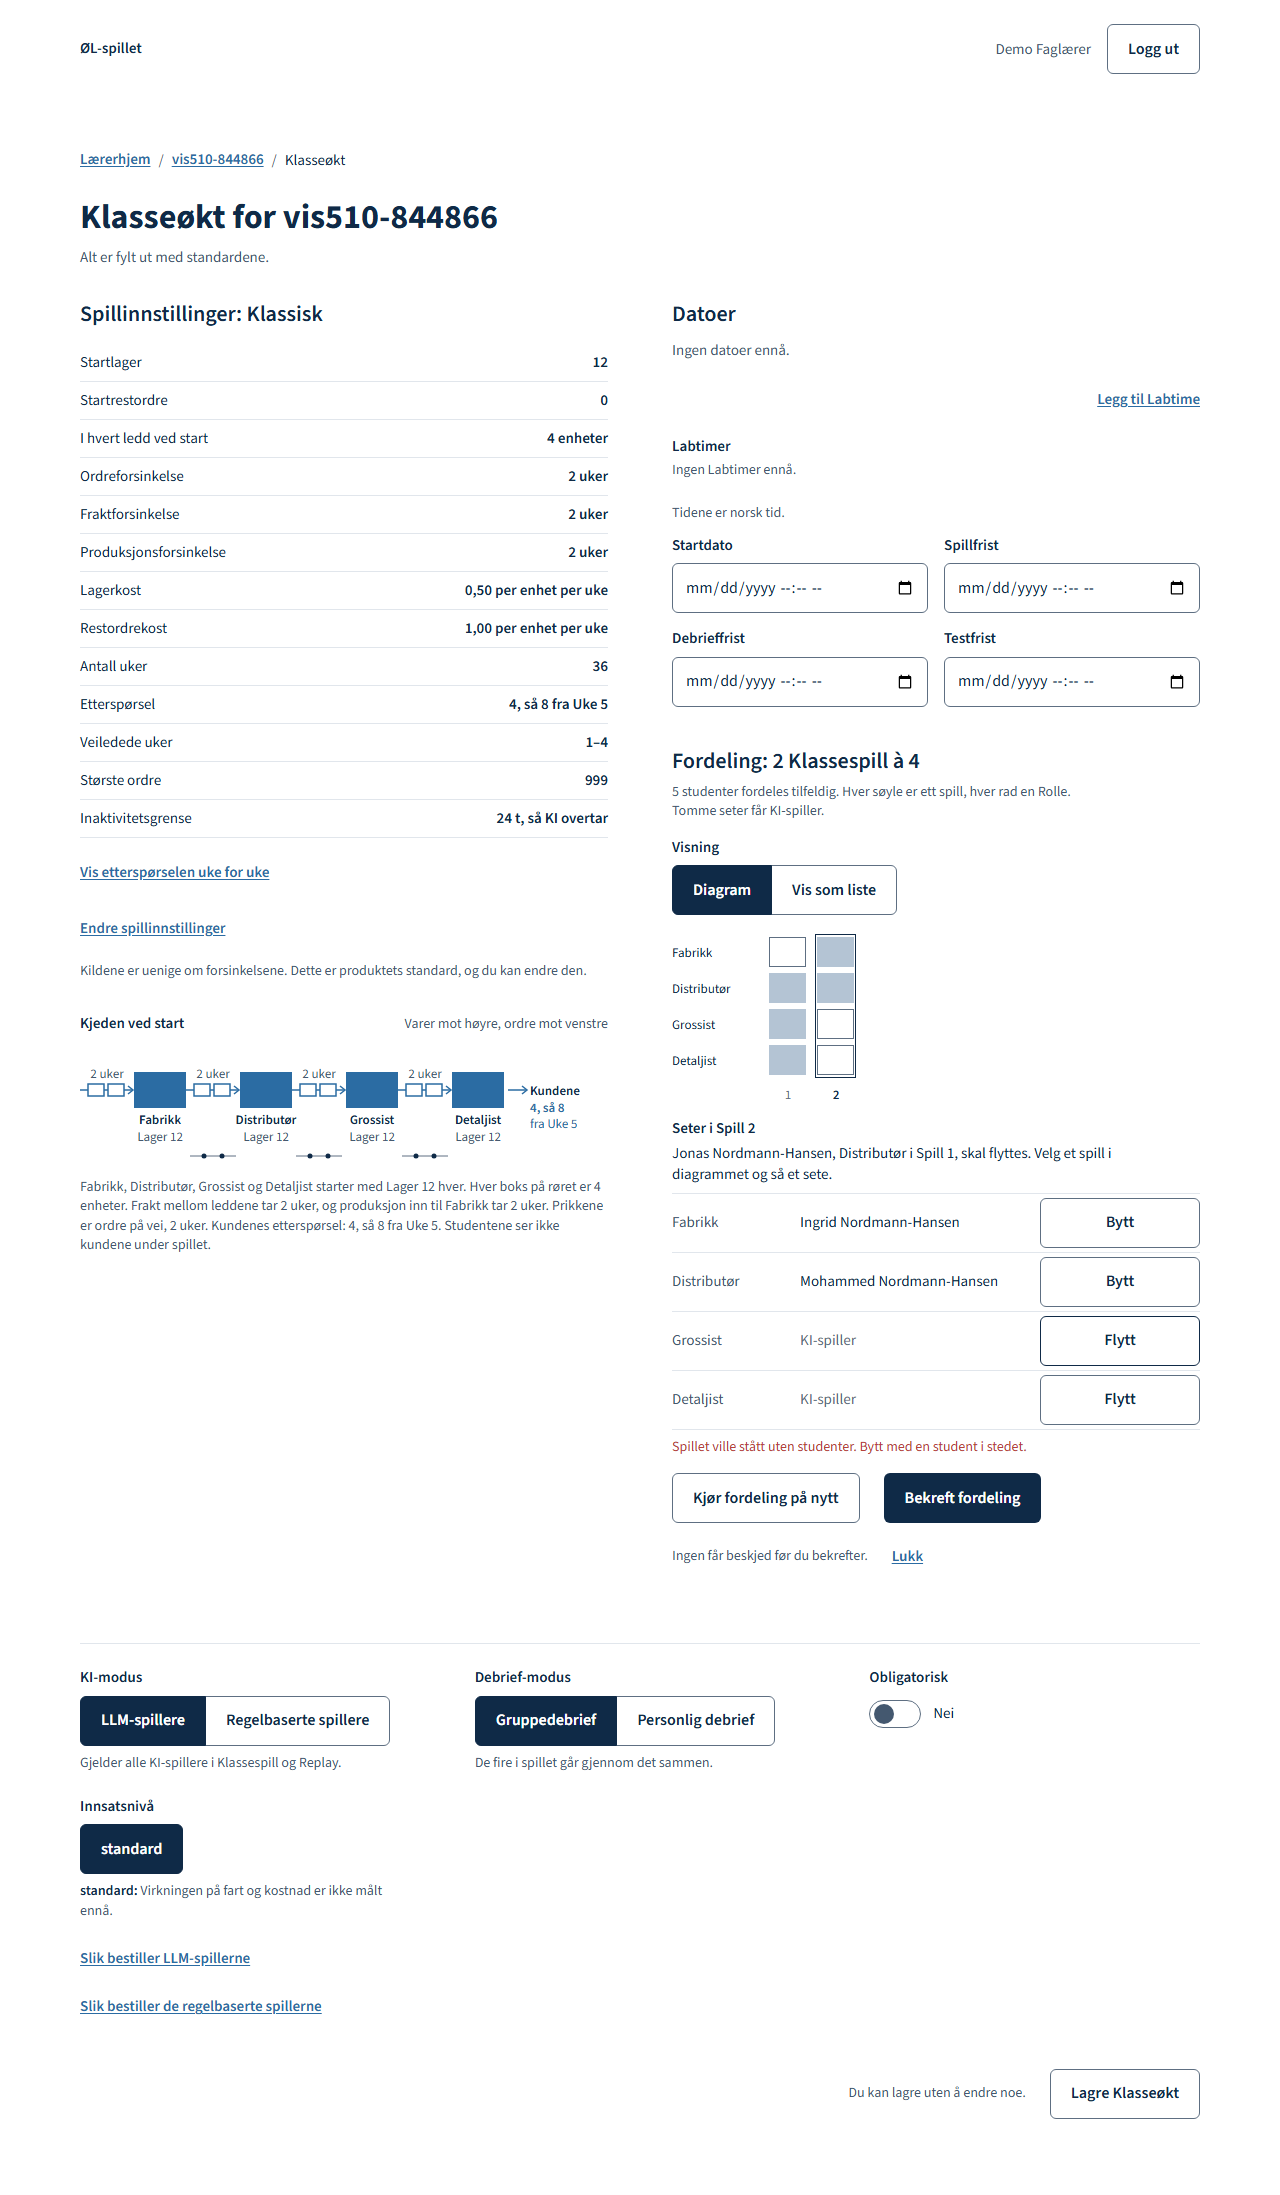 ØL-spillet
Demo Faglærer
Logg ut
Lærerhjem / vis510-844866 / Klasseøkt
Klasseøkt for vis510-844866
Alt er fylt ut med standardene.
Spillinnstillinger: Klassisk
Startlager 12
Startrestordre 0
I hvert ledd ved start 4 enheter
Ordreforsinkelse 2 uker
Fraktforsinkelse 2 uker
Produksjonsforsinkelse 2 uker
Lagerkost 0,50 per enhet per uke
Restordrekost 1,00 per enhet per uke
Antall uker 36
Etterspørsel 4, så 8 fra Uke 5
Veiledede uker 1–4
Største ordre 999
Inaktivitetsgrense 24 t, så KI overtar
Vis etterspørselen uke for uke
Endre spillinnstillinger
Kildene er uenige om forsinkelsene. Dette er produktets standard, og du kan endre den.
Kjeden ved start
Varer mot høyre, ordre mot venstre
2 uker 2 uker 2 uker 2 uker
Kundene
4, så 8
fra Uke 5
Fabrikk Distributør Grossist Detaljist
Lager 12 Lager 12 Lager 12 Lager 12
Fabrikk, Distributør, Grossist og Detaljist starter med Lager 12 hver. Hver boks på røret er 4
enheter. Frakt mellom leddene tar 2 uker, og produksjon inn til Fabrikk tar 2 uker. Prikkene
er ordre på vei, 2 uker. Kundenes etterspørsel: 4, så 8 fra Uke 5. Studentene ser ikke
kundene under spillet.
Datoer
Ingen datoer ennå.
Legg til Labtime
Labtimer
Ingen Labtimer ennå.
Tidene er norsk tid.
Startdato Spillfrist
mm/dd/yyyy --:-- -- mm/dd/yyyy --:-- --
Debrieffrist Testfrist
mm/dd/yyyy --:-- -- mm/dd/yyyy --:-- --
Fordeling: 2 Klassespill à 4
5 studenter fordeles tilfeldig. Hver søyle er ett spill, hver rad en Rolle.
Tomme seter får KI-spiller.
Visning
Diagram Vis som liste
Fabrikk
Distributør
Grossist
Detaljist
1 2
Seter i Spill 2
Jonas Nordmann-Hansen, Distributør i Spill 1, skal flyttes. Velg et spill i
diagrammet og så et sete.
Fabrikk Ingrid Nordmann-Hansen Bytt
Distributør Mohammed Nordmann-Hansen Bytt
Grossist KI-spiller Flytt
Detaljist KI-spiller Flytt
Spillet ville stått uten studenter. Bytt med en student i stedet.
Kjør fordeling på nytt Bekreft fordeling
Ingen får beskjed før du bekrefter. Lukk
KI-modus
LLM-spillere Regelbaserte spillere
Gjelder alle KI-spillere i Klassespill og Replay.
Innsatsnivå
standard
standard: Virkningen på fart og kostnad er ikke målt
ennå.
Slik bestiller LLM-spillerne
Slik bestiller de regelbaserte spillerne
Debrief-modus
Gruppedebrief Personlig debrief
De fire i spillet går gjennom det sammen.
Obligatorisk
Nei
Du kan lagre uten å endre noe.
Lagre Klasseøkt